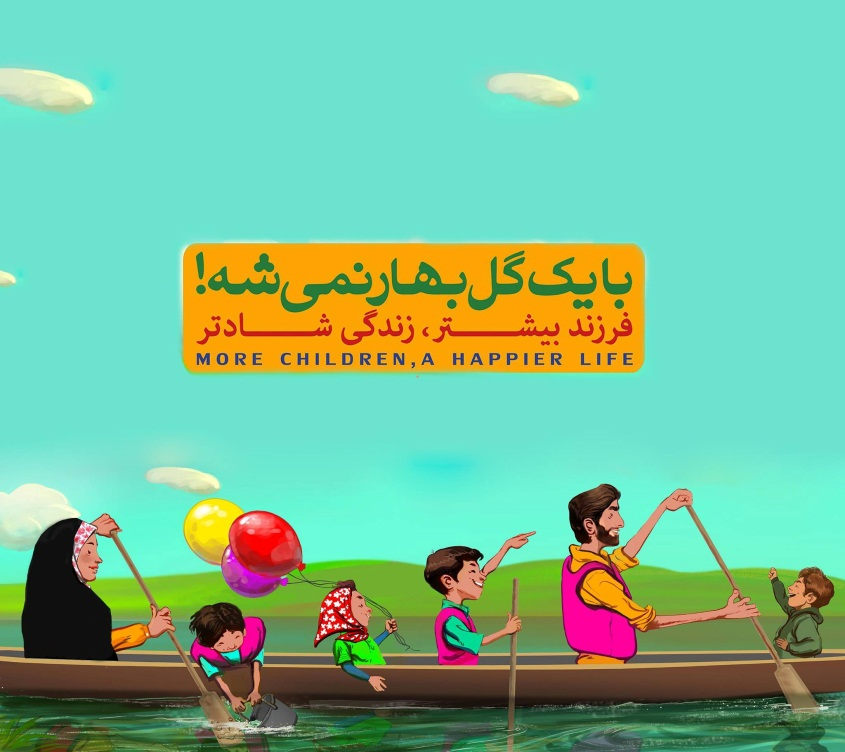 با یک گل بهار نمی‌شه!
فرزند بیشتر، زندگی شادتر
MORE CHILDREN,A HAPPIER LIFE